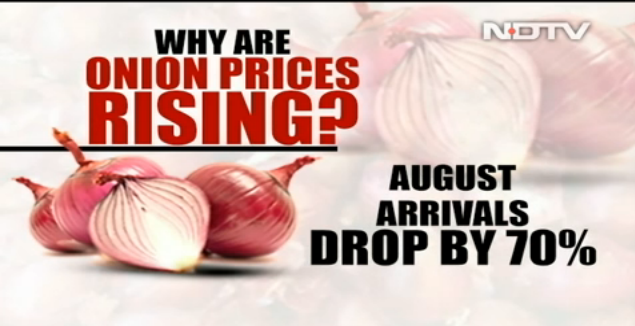 NDTV
WHY ARE
ONION PRICES
RISING?
AUGUST
ARRIVALS
DROP BY 70%